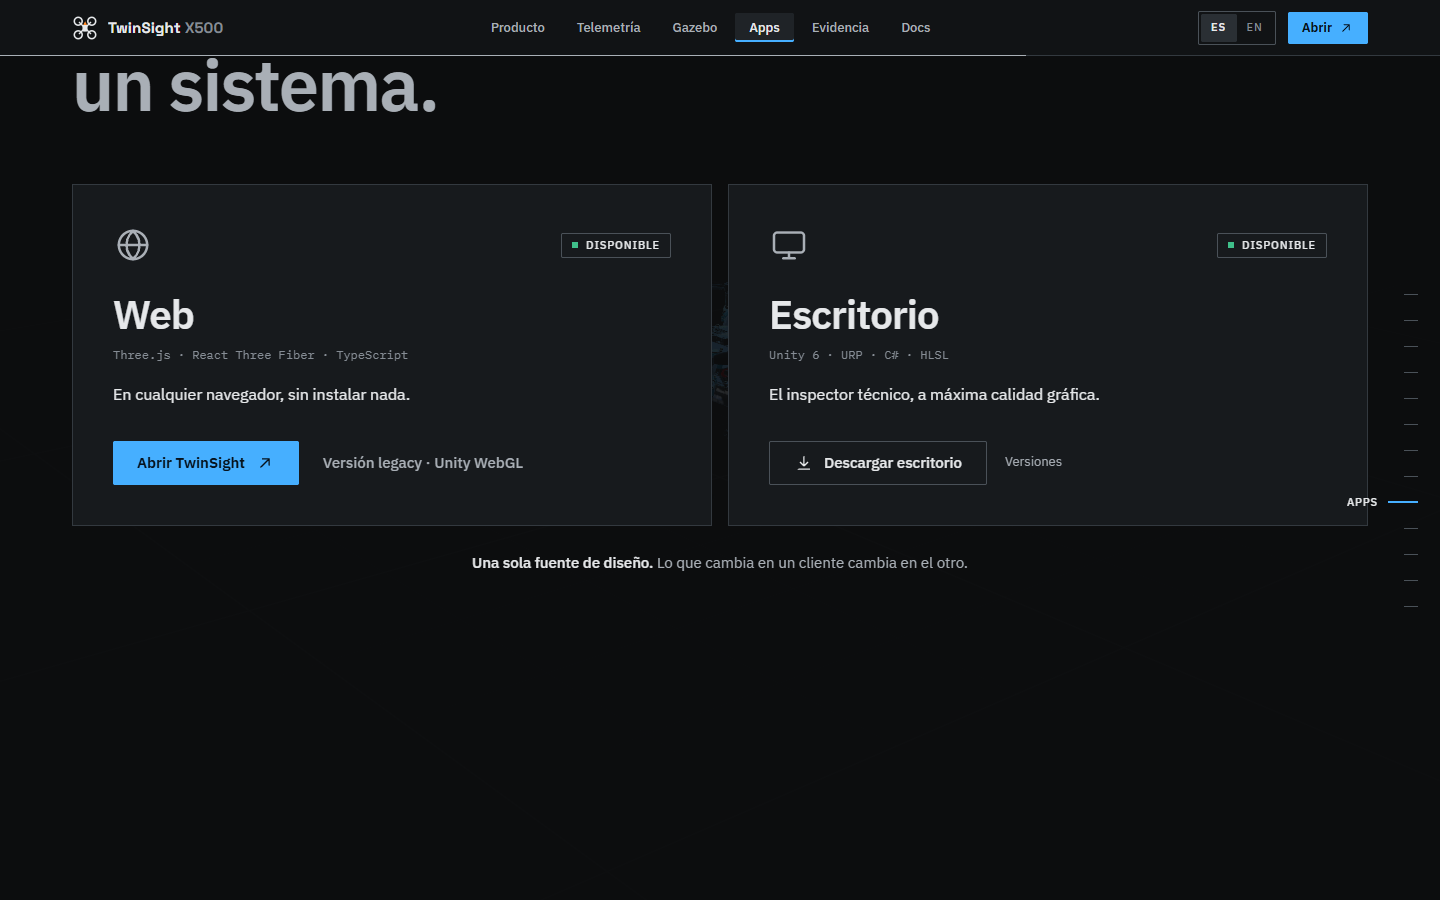 TwinSight X500
Producto
Telemetría
Gazebo
Apps
Evidencia
Docs
ES
EN
Abrir
un sistema.
DISPONIBLE
Web
Three.js · React Three Fiber · TypeScript
En cualquier navegador, sin instalar nada.
Abrir TwinSight
Versión legacy · Unity WebGL
DISPONIBLE
Escritorio
Unity 6 · URP · C# · HLSL
El inspector técnico, a máxima calidad gráfica.
Descargar escritorio
Versiones
APPS
Una sola fuente de diseño. Lo que cambia en un cliente cambia en el otro.